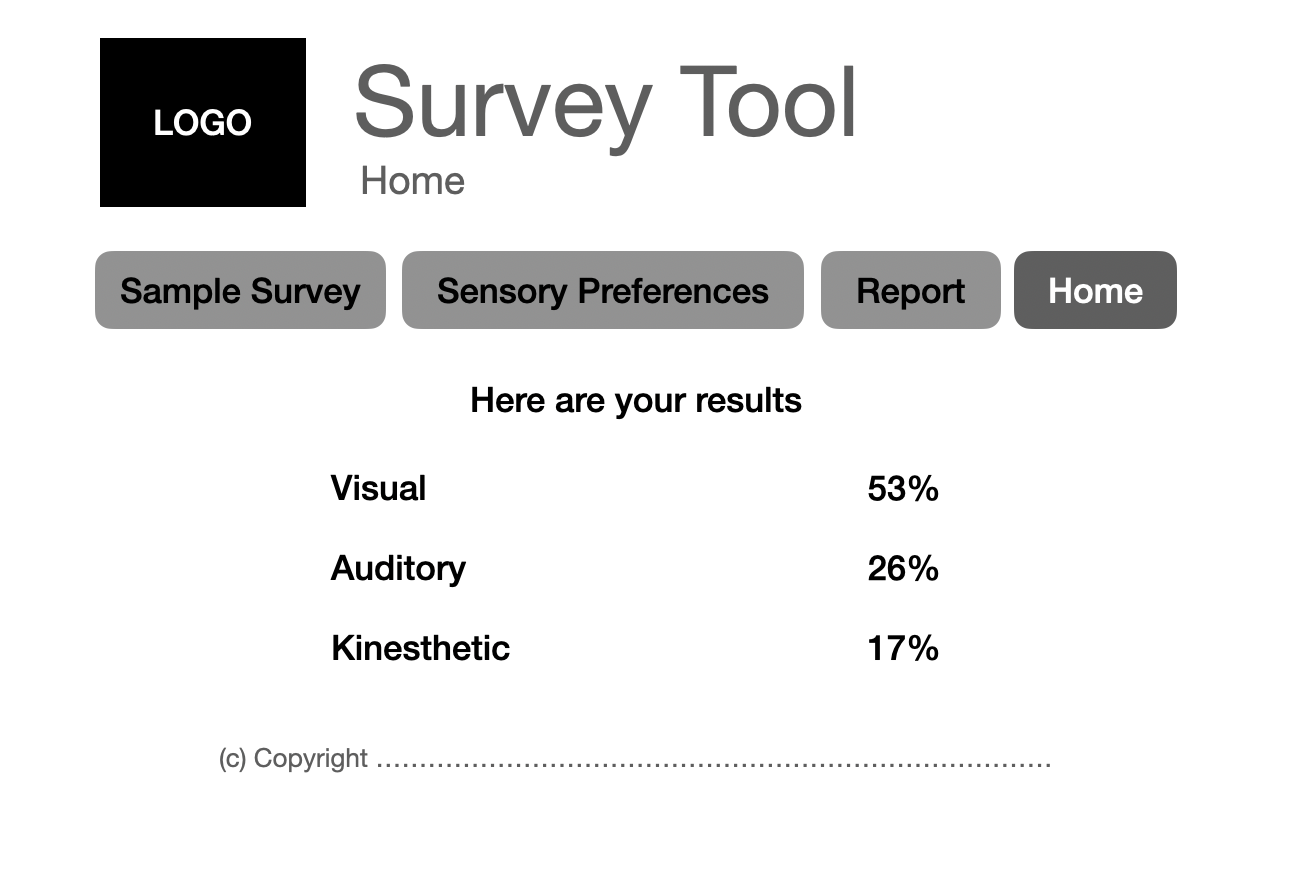 LOGO
Survey Tool
Home
Sample Survey Sensory Preferences Report Home
Here are your results
Visual 53%
Auditory 26%
Kinesthetic 17%
(c) Copyright ..............................................................................